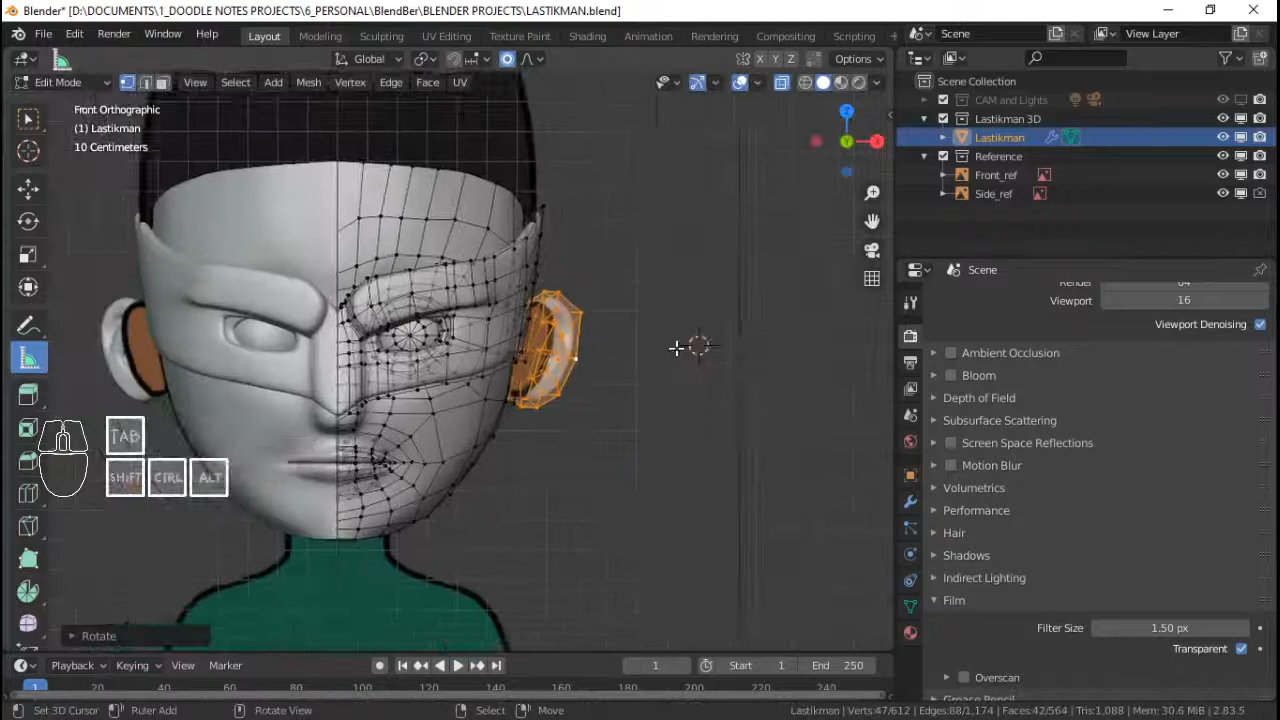 Blender* [D:\DOCUMENTS\1_DOODLE NOTES PROJECTS\6_PERSONAL\BlendBer\BLENDER PROJECTS\LASTIKMAN.blend]
File Edit Render Window Help Layout Modeling Sculpting UV Editing Texture Paint Shading Animation Rendering Compositing Scripting Scene View Layer
Global X Y Z Options
Edit Mode View Select Add Mesh Vertex Edge Face UV
Front Orthographic
(1) Lastikman
10 Centimeters
Z
Y
X
TAB
SHIFT CTRL ALT
Rotate
Scene Collection
CAM and Lights
Lastikman 3D
Lastikman
Reference
Front_ref
Side_ref
Scene
Render 64
Viewport 16
Viewport Denoising
Ambient Occlusion
Bloom
Depth of Field
Subsurface Scattering
Screen Space Reflections
Motion Blur
Volumetrics
Performance
Hair
Shadows
Indirect Lighting
Film
Filter Size 1.50 px
Transparent
Overscan
Grease Pencil
Playback Keying View Marker 1 Start 1 End 250
1 20 40 60 80 100 120 140 160 180 200 220 240
Set 3D Cursor Ruler Add Rotate View Select Move Lastikman | Verts:47/612 | Edges:88/1,174 | Faces:42/564 | Tris:1,088 | Mem: 30.6 MiB | 2.83.5